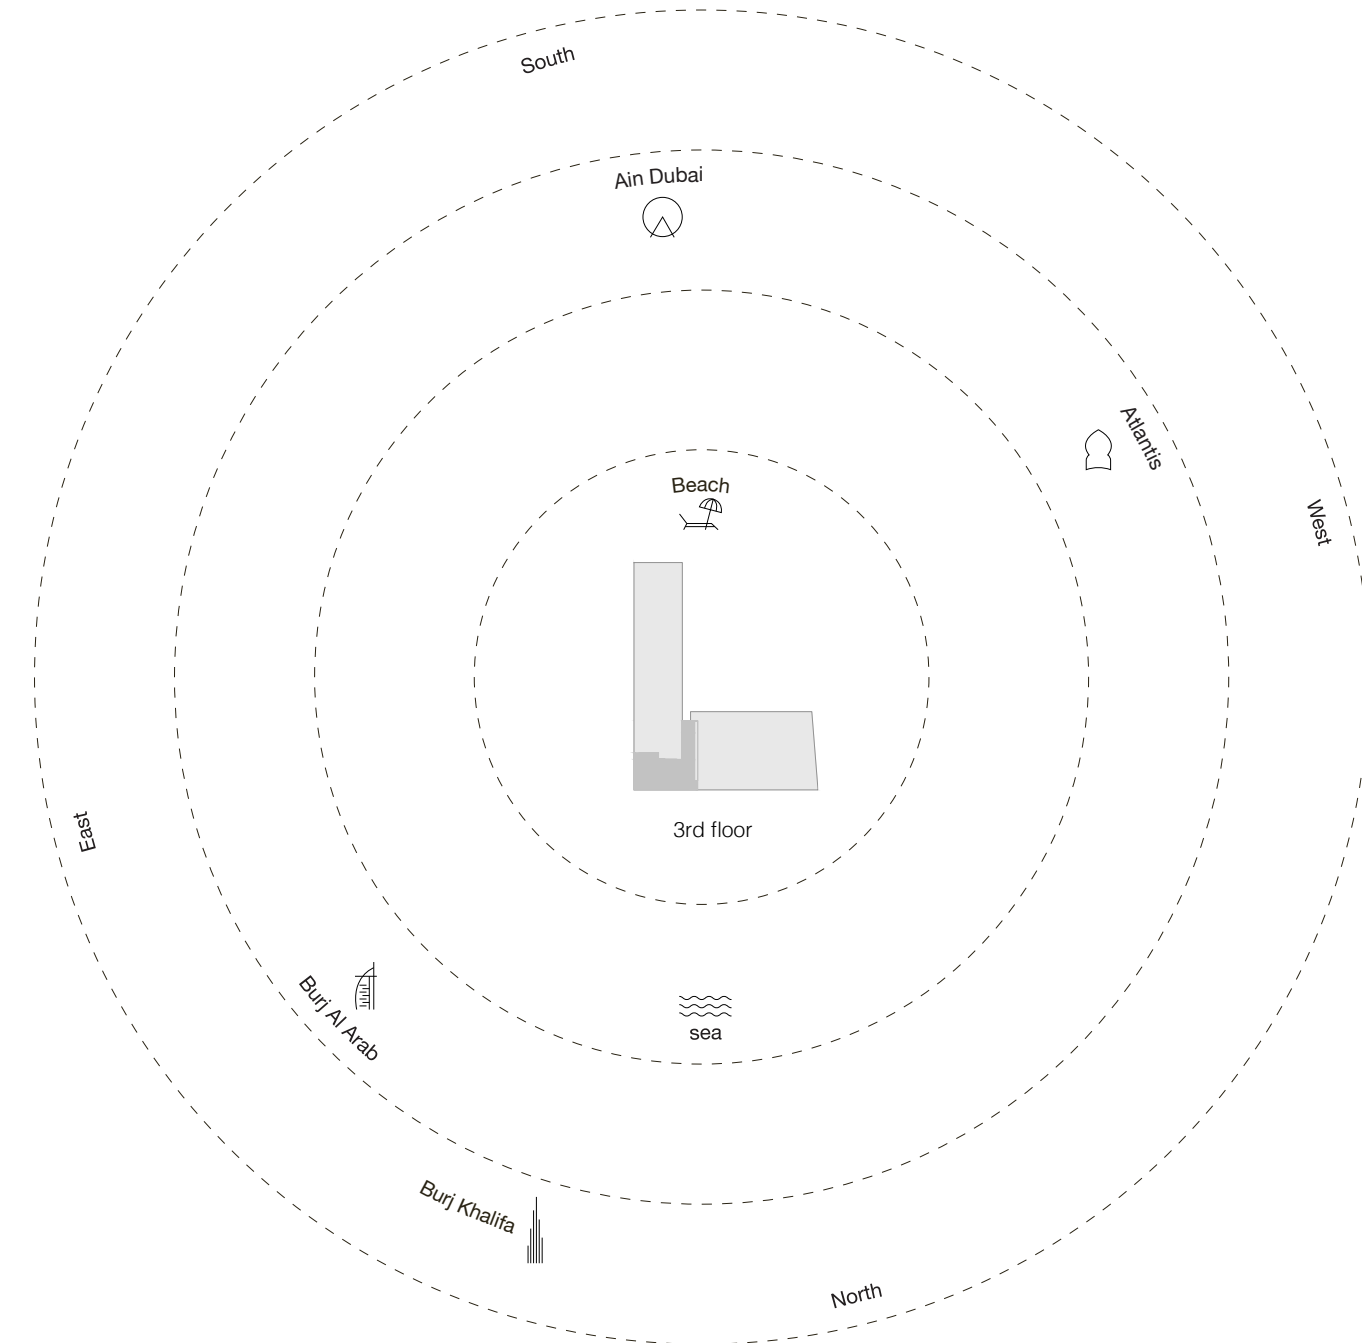 South
Ain Dubai
Atlantis
Beach
West
East
3rd floor
Burj Al Arab
sea
Burj Khalifa
North